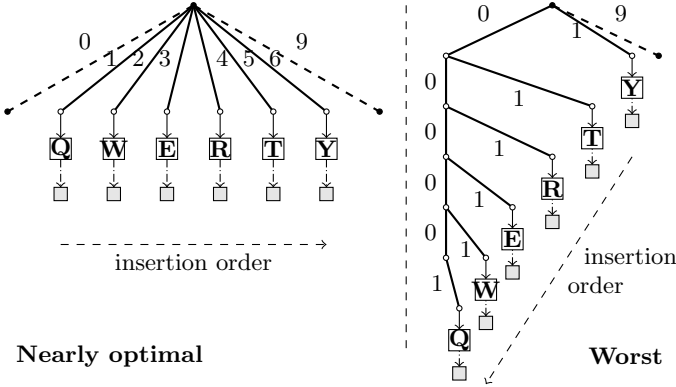 0 1 2 3 4 5 6 9
Q W E R T Y
insertion order
Nearly optimal
0 1 9
Y
0 1
T
0 1
R
0 1
E
0 1
W
1
Q
insertion
order
Worst